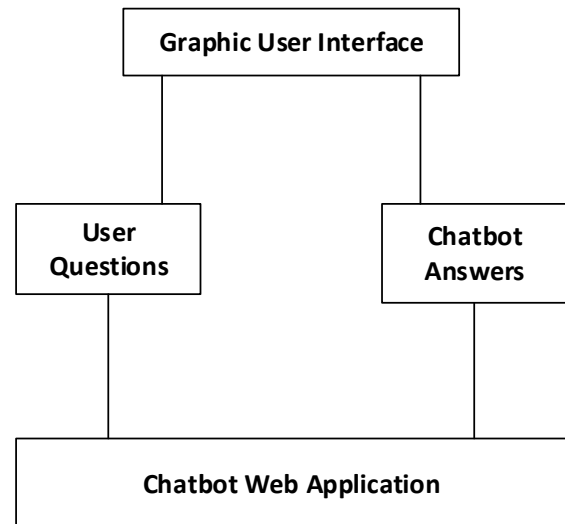 Graphic User Interface
User
Questions
Chatbot
Answers
Chatbot Web Application